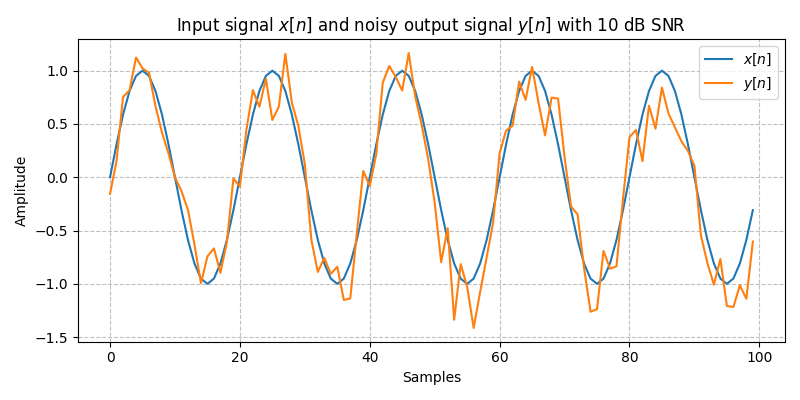 Input signal x[n] and noisy output signal y[n] with 10 dB SNR
x[n]
y[n]
Amplitude
1.0
0.5
0.0
−0.5
−1.0
−1.5
0 20 40 60 80 100
Samples